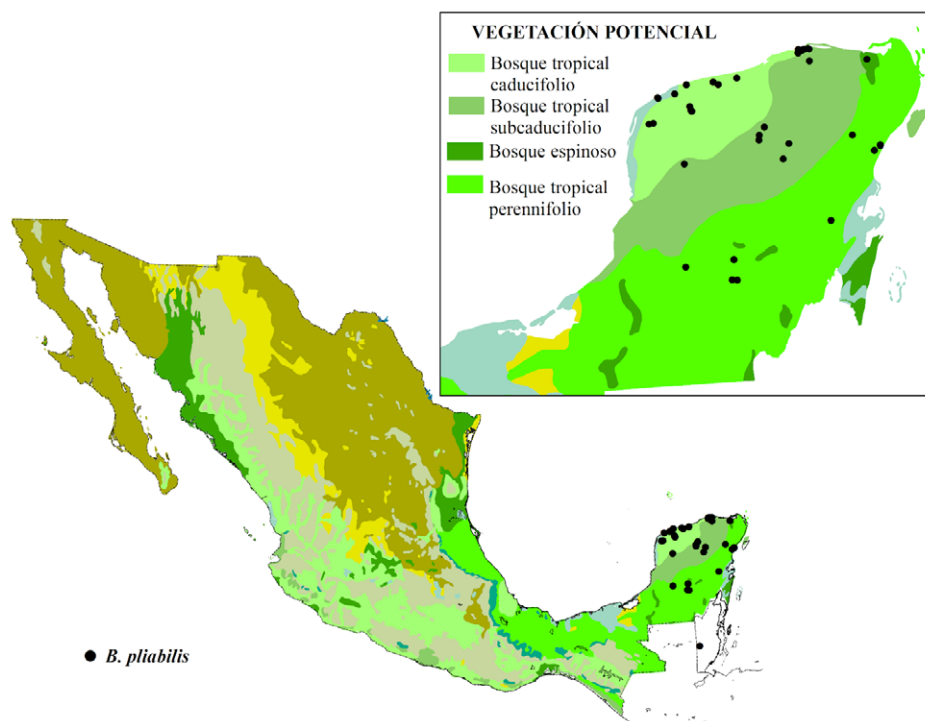 VEGETACIÓN POTENCIAL
Bosque tropical
caducifolio
Bosque tropical
subcaducifolio
Bosque espinoso
Bosque tropical
perennifolio
B. pliabilis